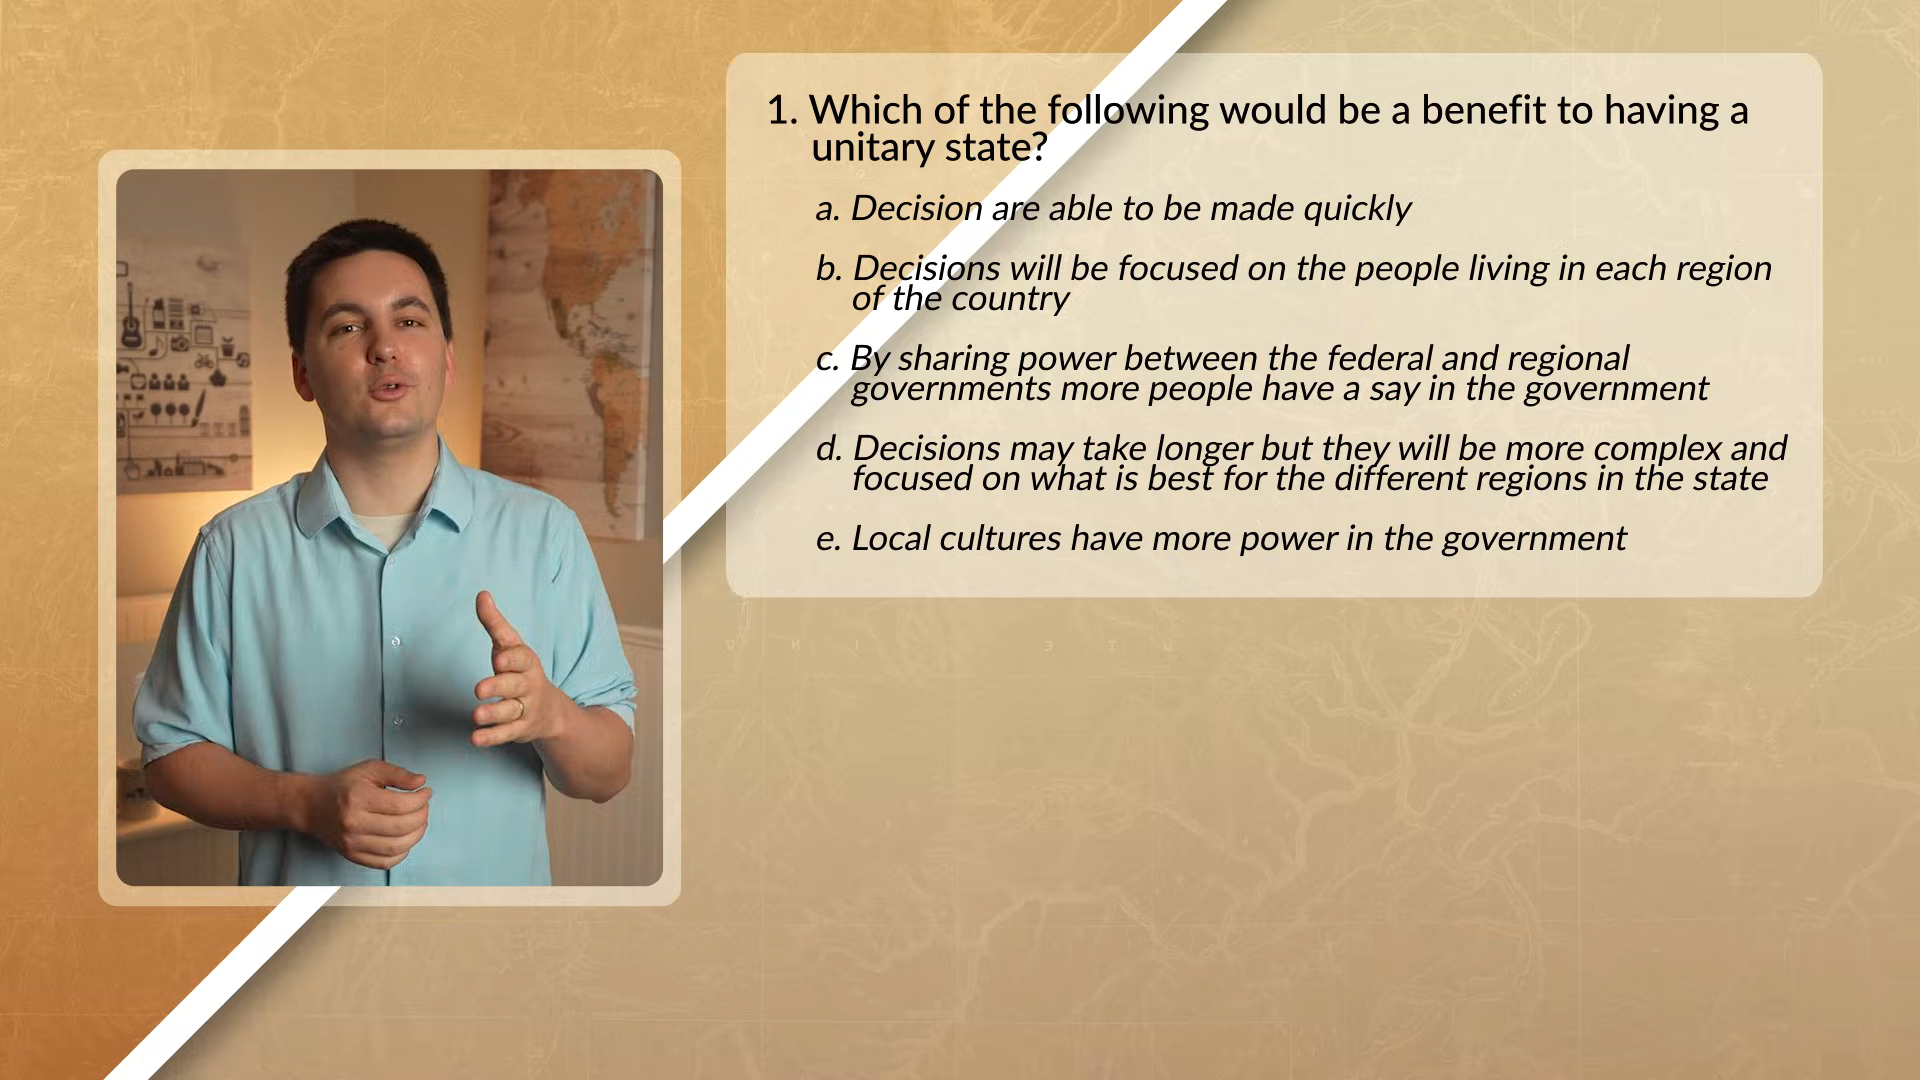 1. Which of the following would be a benefit to having a
unitary state?
a. Decision are able to be made quickly
b. Decisions will be focused on the people living in each region
of the country
c. By sharing power between the federal and regional
governments more people have a say in the government
d. Decisions may take longer but they will be more complex and
focused on what is best for the different regions in the state
e. Local cultures have more power in the government